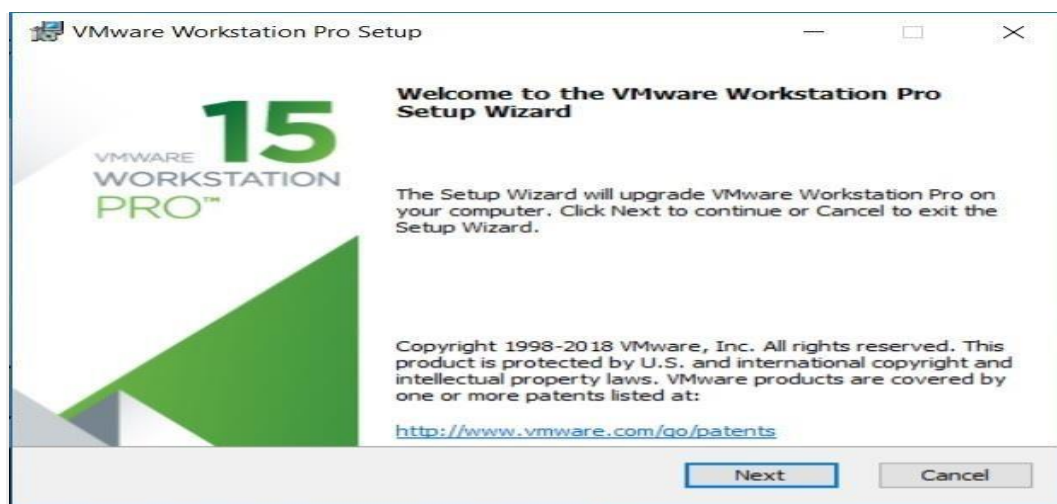 VMware Workstation Pro Setup
15
VMWARE
WORKSTATION
PRO™
Welcome to the VMware Workstation Pro
Setup Wizard
The Setup Wizard will upgrade VMware Workstation Pro on
your computer. Click Next to continue or Cancel to exit the
Setup Wizard.
Copyright 1998-2018 VMware, Inc. All rights reserved. This
product is protected by U.S. and international copyright and
intellectual property laws. VMware products are covered by
one or more patents listed at:
http://www.vmware.com/go/patents
Next
Cancel